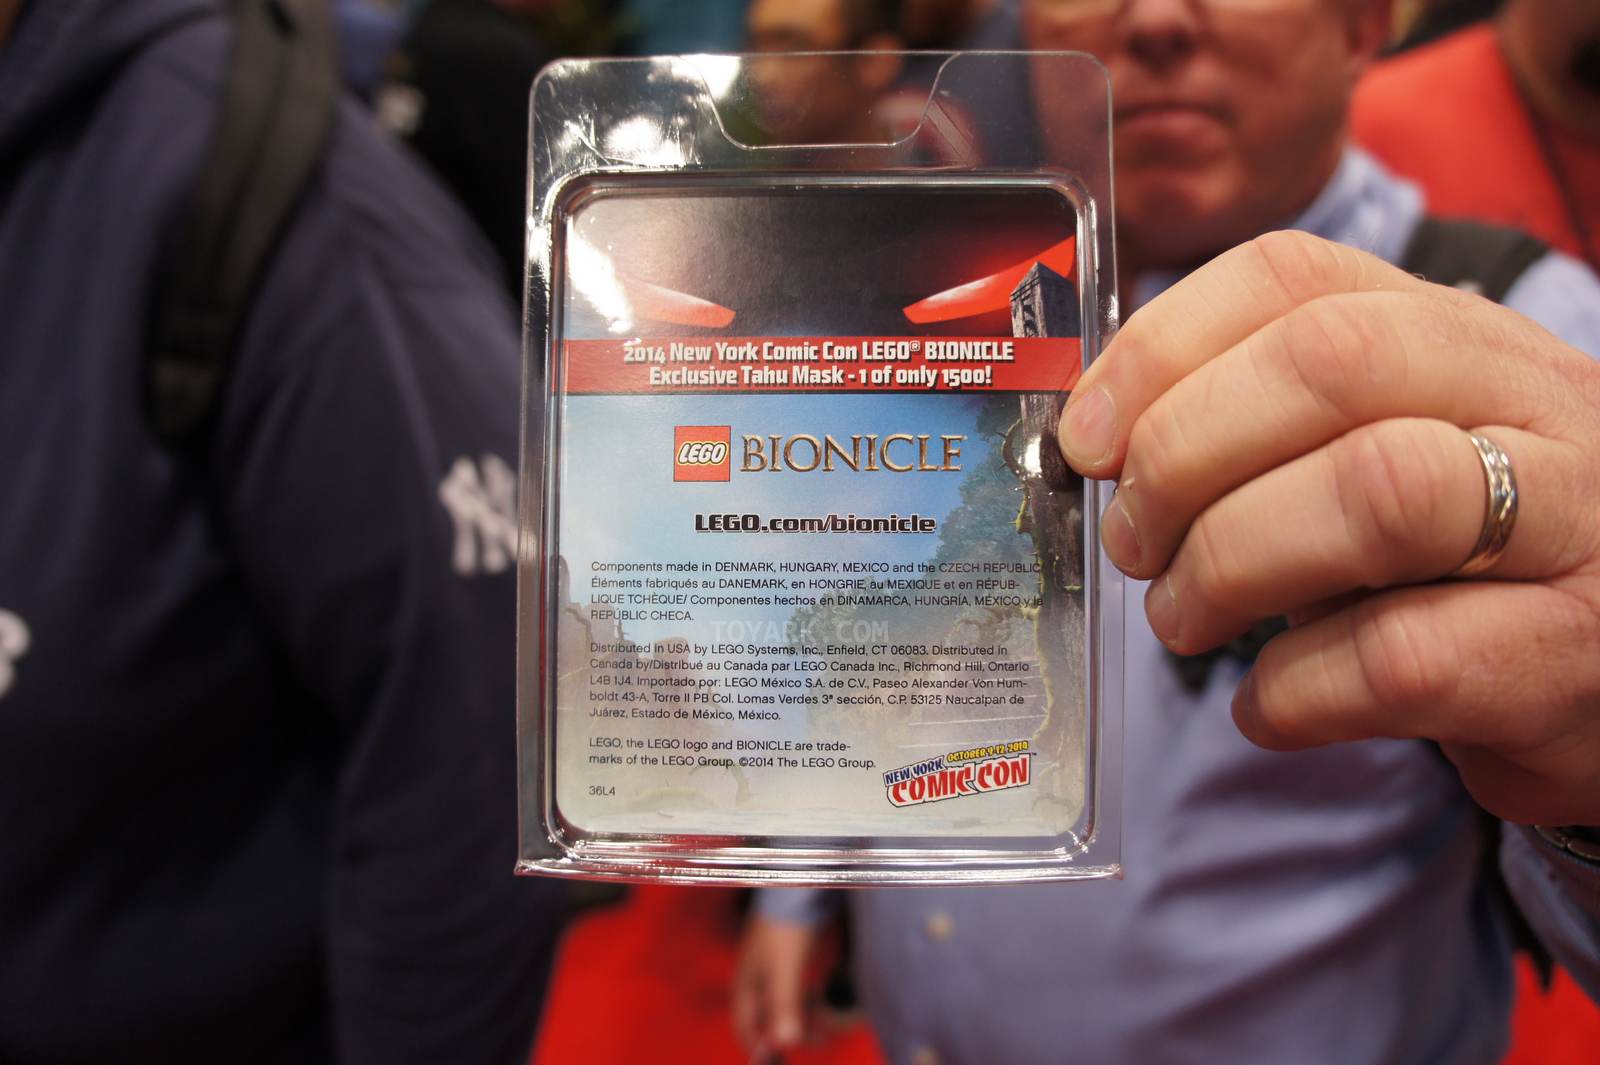 2014 New York Comic Con LEGO® BIONICLE
Exclusive Tahu Mask - 1 of only 1500!
LEGO BIONICLE
LEGO.com/bionicle
Components made in DENMARK, HUNGARY, MEXICO and the CZECH REPUBLIC
Éléments fabriqués au DANEMARK, en HONGRIE, au MEXIQUE et en RÉPUB-
LIQUE TCHÈQUE/ Componentes hechos en DINAMARCA, HUNGRÍA, MÉXICO y la
REPÚBLIC CHECA.
TOYARK.COM
Distributed in USA by LEGO Systems, Inc., Enfield, CT 06083. Distributed in
Canada by/Distribué au Canada par LEGO Canada Inc., Richmond Hill, Ontario
L4B 1J4. Importado por: LEGO México S.A. de C.V., Paseo Alexander Von Hum-
boldt 43-A, Torre II PB Col. Lomas Verdes 3ª sección, C.P. 53125 Naucalpan de
Juárez, Estado de México, México.
LEGO, the LEGO logo and BIONICLE are trade-
marks of the LEGO Group. ©2014 The LEGO Group.
36L4
OCTOBER 9-12 2014
NEW YORK
COMIC CON
NY